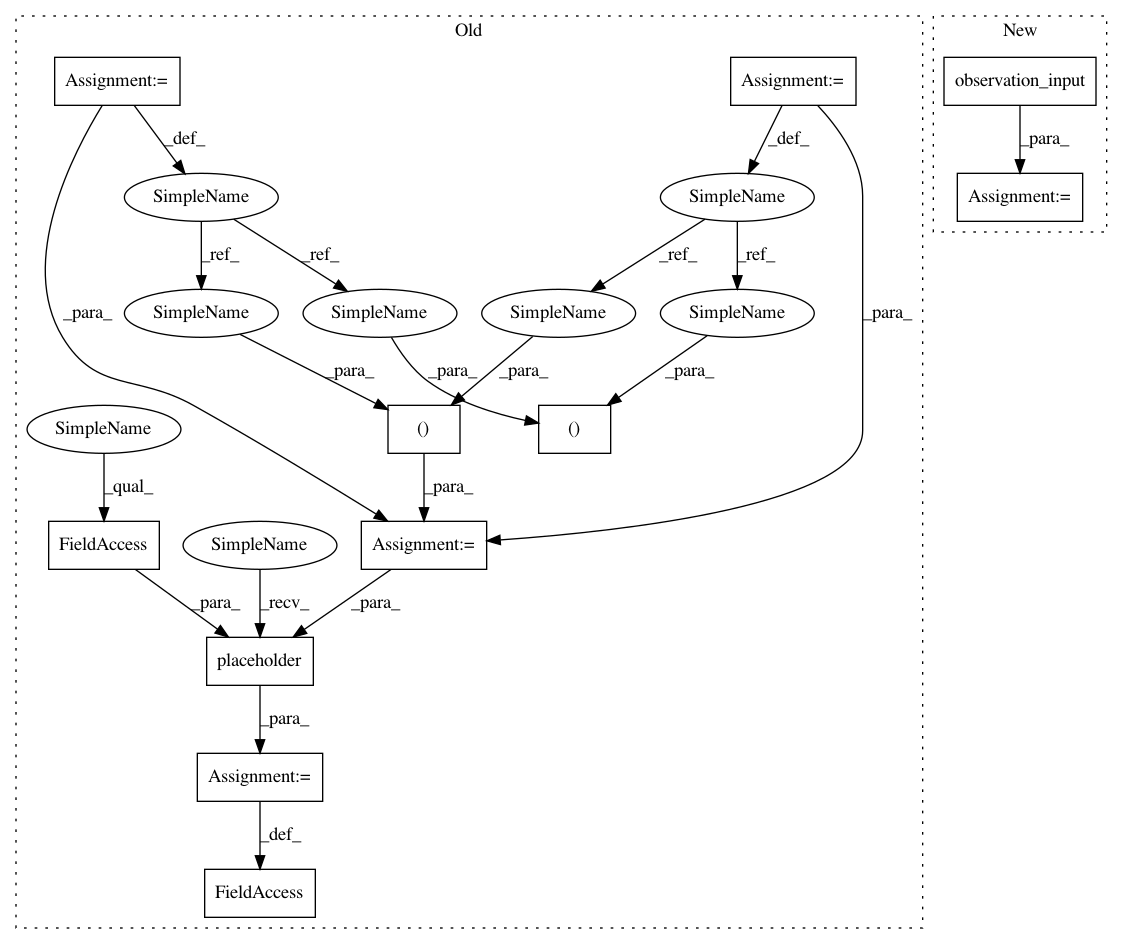 Old
New
Assignment:=
Assignment:=
observation_input
_def_
_def_
_para_
SimpleName
SimpleName
Assignment:=
_ref_
_ref_
_ref_
_ref_
SimpleName
SimpleName
SimpleName
SimpleName
_para_
_para_
_para_
_para_
_para_
_para_
SimpleName
()
()
_qual_
_para_
FieldAccess
SimpleName
Assignment:=
_para_
_recv_
_para_
placeholder
_para_
Assignment:=
_def_
FieldAccess